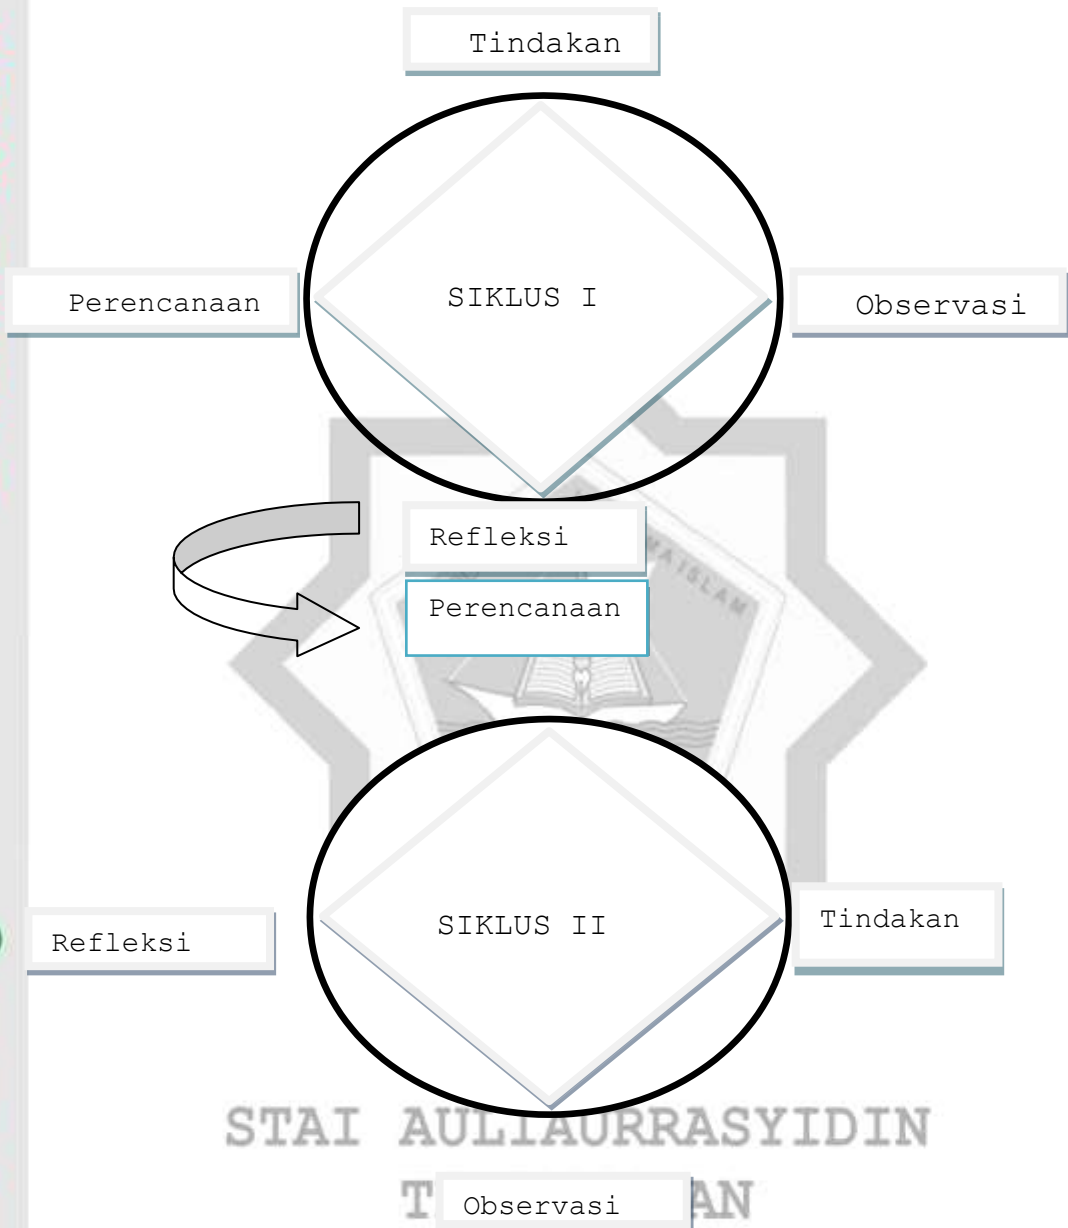 Tindakan
Perencanaan
SIKLUS I
Observasi
Refleksi
Perencanaan
SIKLUS II
Tindakan
Refleksi
STAI AULIAURRASYIDIN
Observasi